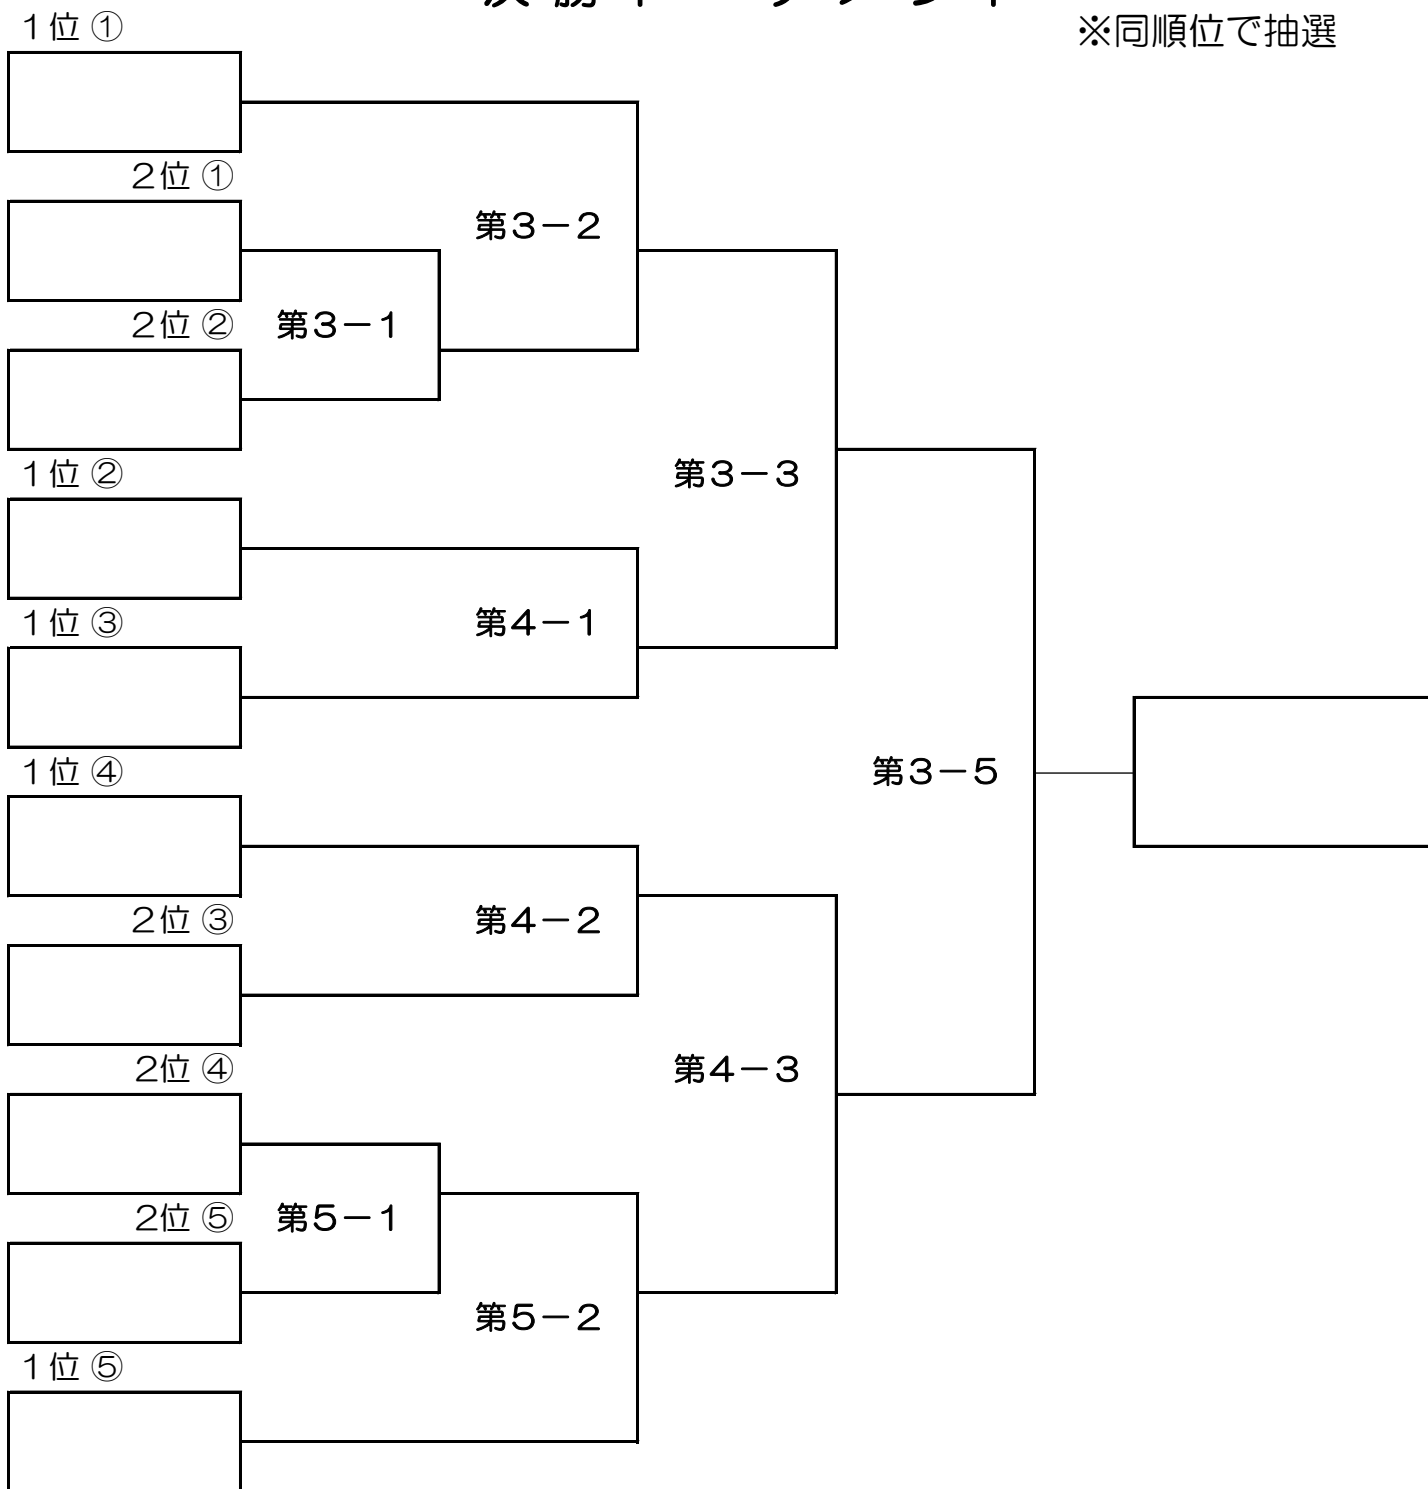 １位 ①
※同順位で抽選
２位 ①
第３－２
２位 ②
第３－１
１位 ②
第３－３
１位 ③
第４－１
１位 ④
第３－５
２位 ③
第４－２
２位 ④
第４－３
２位 ⑤
第５－１
第５－２
１位 ⑤